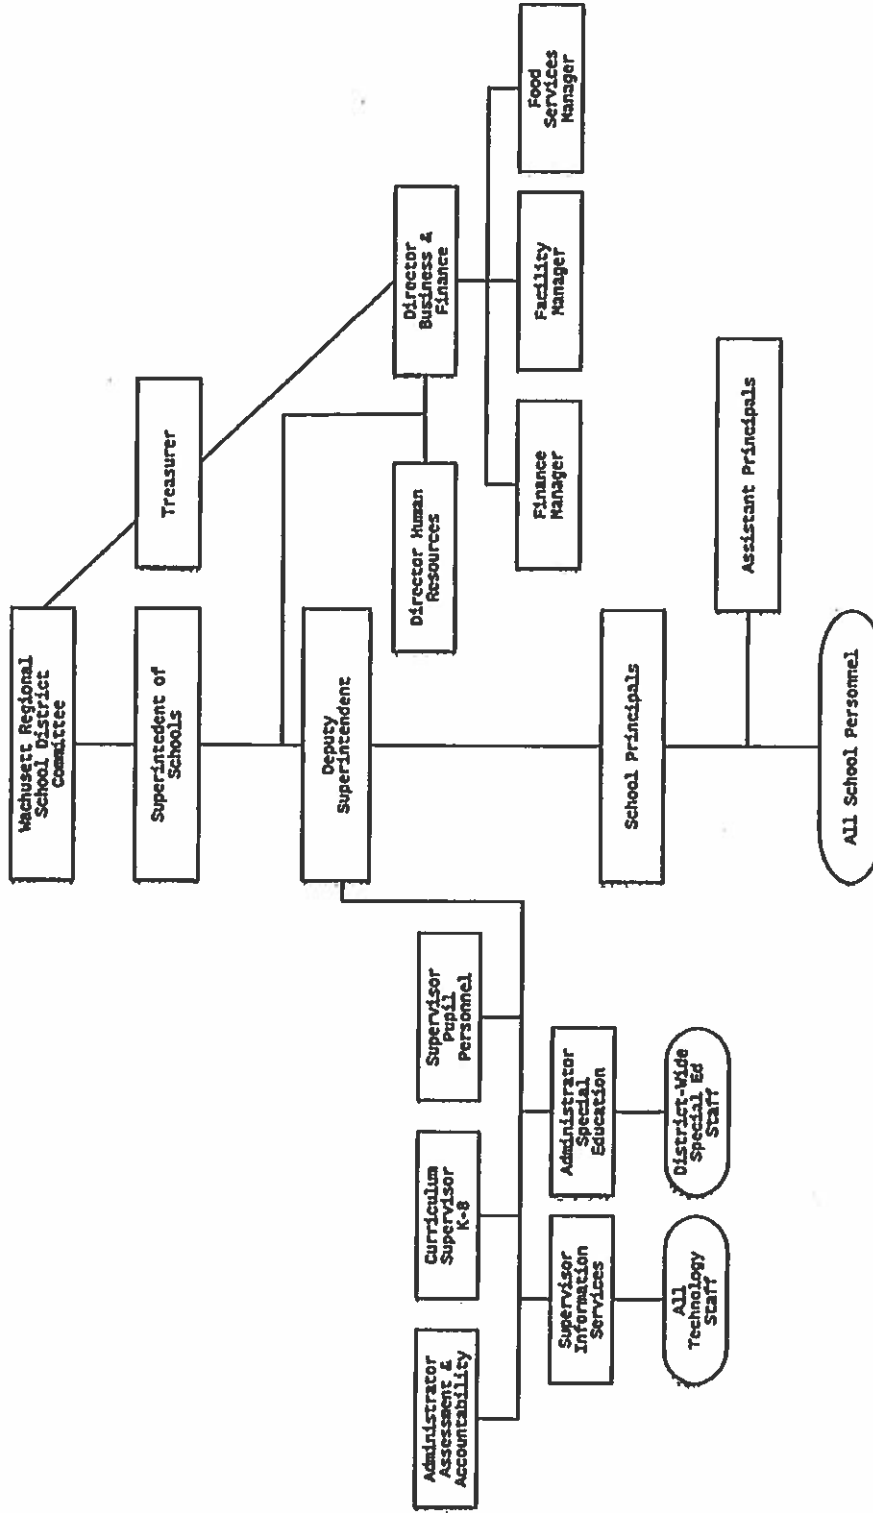 Wachusett Regional
School District
Committee
Treasurer
Superintedent of
Schools
Deputy
Superintendent
Director Human
Resources
Director
Business &
Finance
Administrator
Assessment &
Accountability
Curriculum
Supervisor
K-8
Supervisor
Pupil
Personnel
Finance
Manager
Facility
Manager
Food
Services
Manager
Supervisor
Information
Services
Administrator
Special
Education
School Principals
All
Technology
Staff
District-Wide
Special Ed
Staff
Assistant Principals
All School Personnel